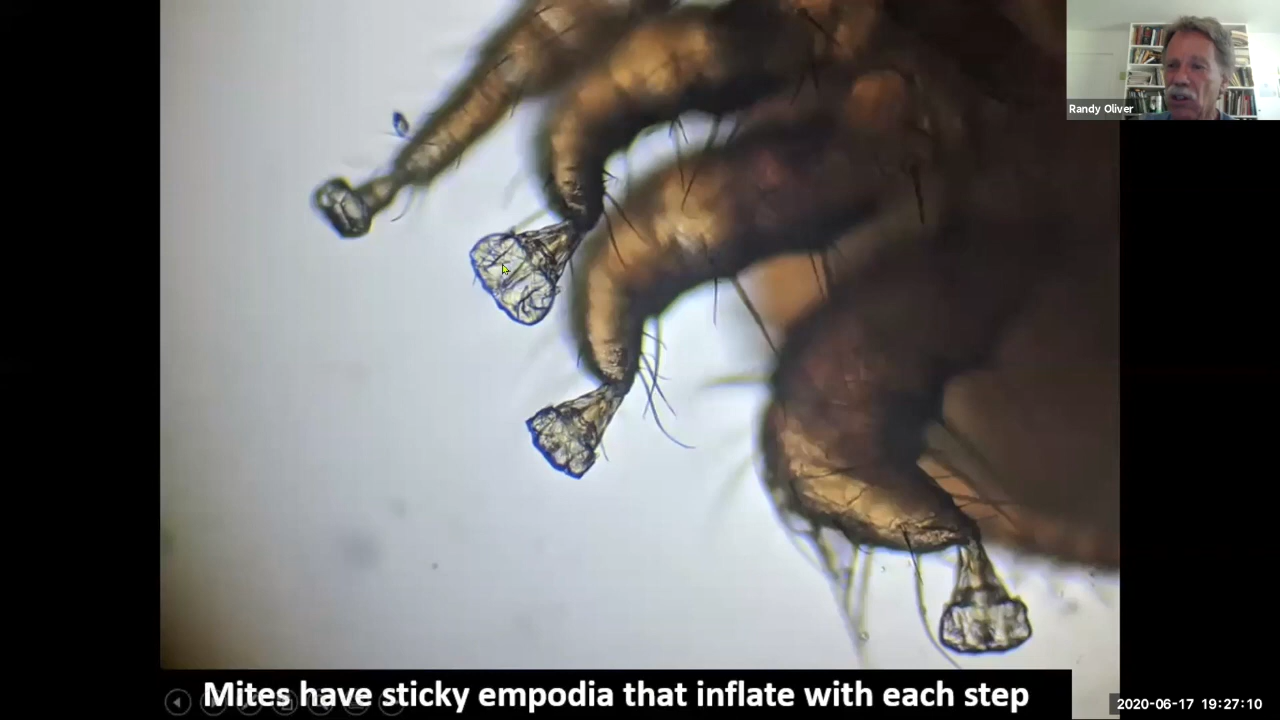 Randy Oliver
Mites have sticky empodia that inflate with each step
2020-06-17 19:27:10